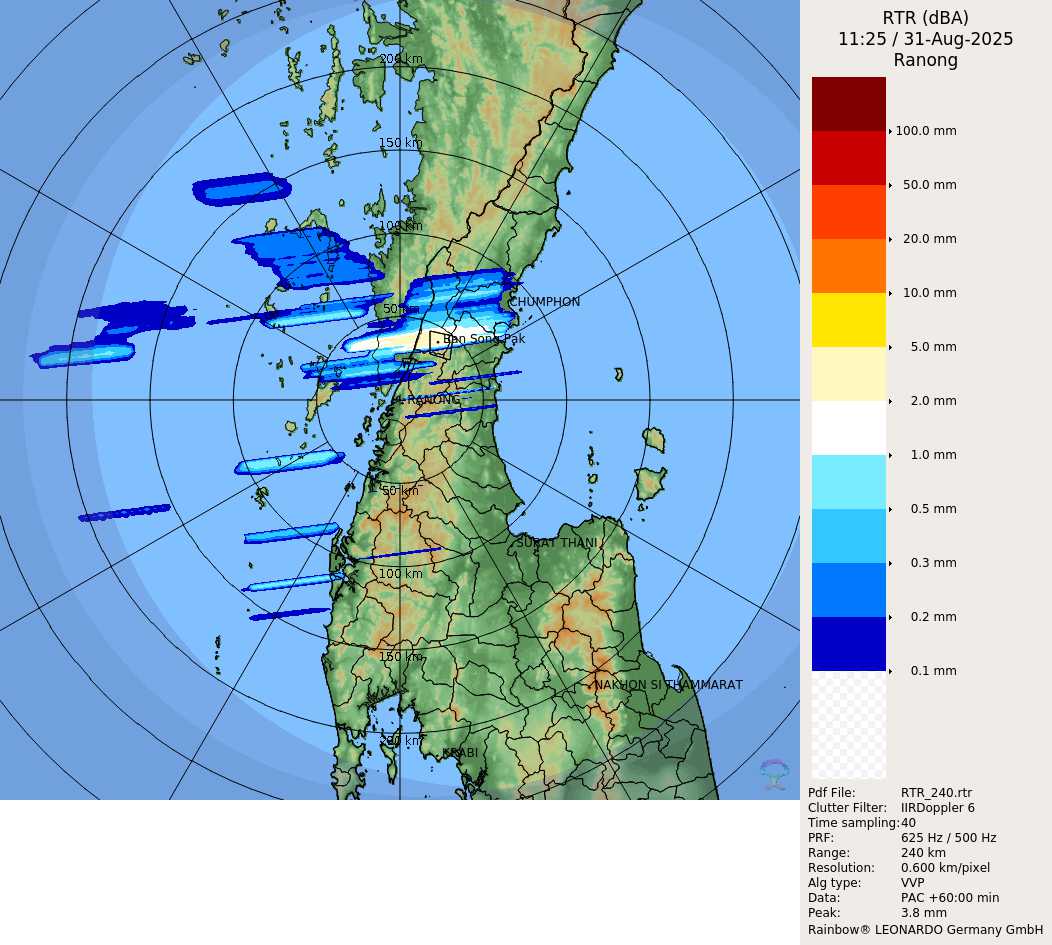 RTR (dBA)
11:25 / 31-Aug-2025
Ranong
100.0 mm
50.0 mm
20.0 mm
10.0 mm
5.0 mm
2.0 mm
1.0 mm
0.5 mm
0.3 mm
0.2 mm
0.1 mm
Pdf File: RTR_240.rtr
Clutter Filter: IIRDoppler 6
Time sampling:40
PRF: 625 Hz / 500 Hz
Range: 240 km
Resolution: 0.600 km/pixel
Alg type: VVP
Data: PAC +60:00 min
Peak: 3.8 mm
Rainbow® LEONARDO Germany GmbH
200 km
150 km
100 km
50 km
CHUMPHON
Ban Song Pak
RANONG
50 km
SURAT THANI
100 km
150 km
NAKHON SI THAMMARAT
200 km
KRABI